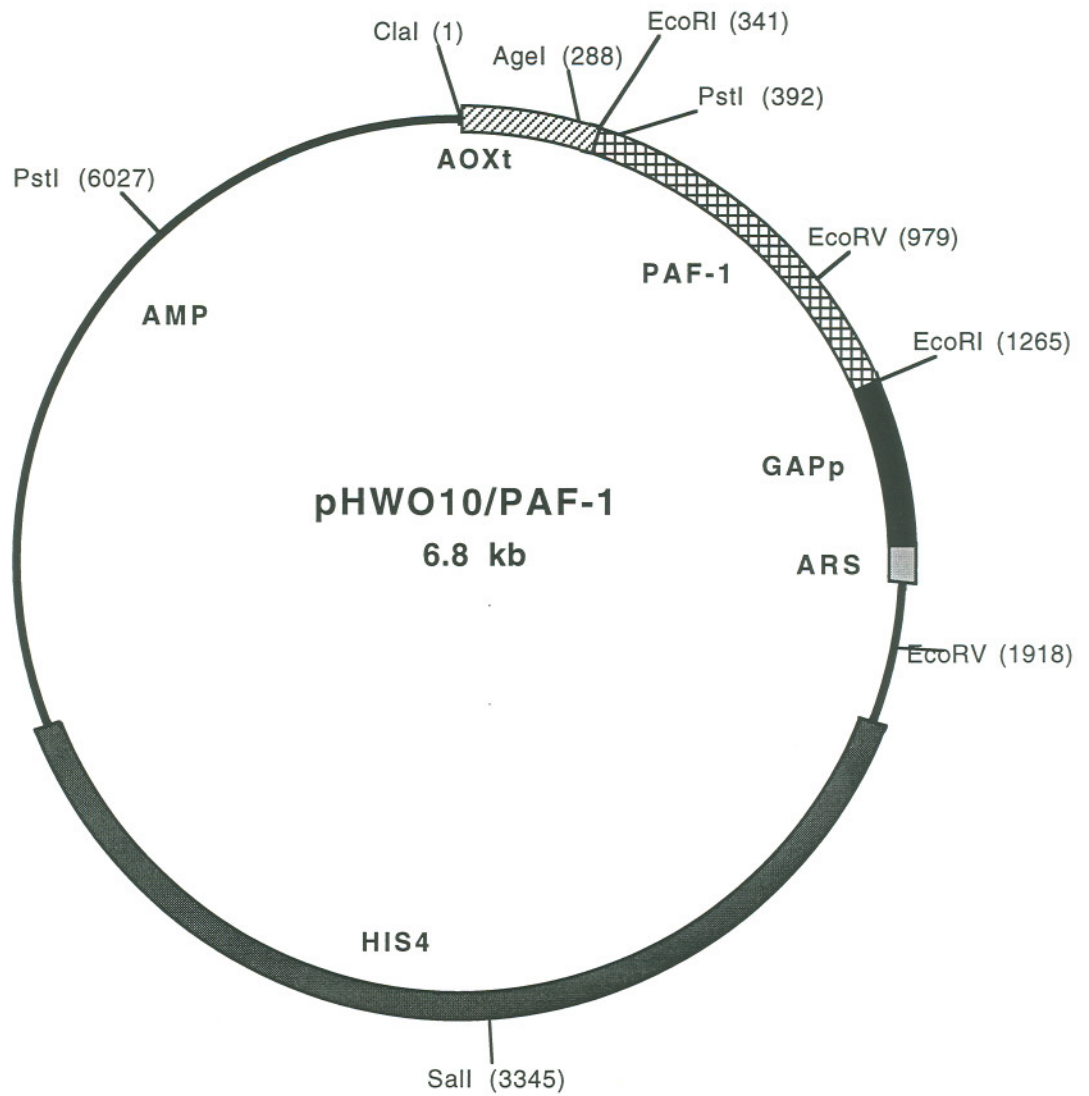 ClaI (1)
AgeI (288)
EcoRI (341)
PstI (392)
PstI (6027)
AOXt
EcoRV (979)
PAF-1
AMP
EcoRI (1265)
GAPp
pHWO10/PAF-1
6.8 kb
ARS
EcoRV (1918)
HIS4
SalI (3345)